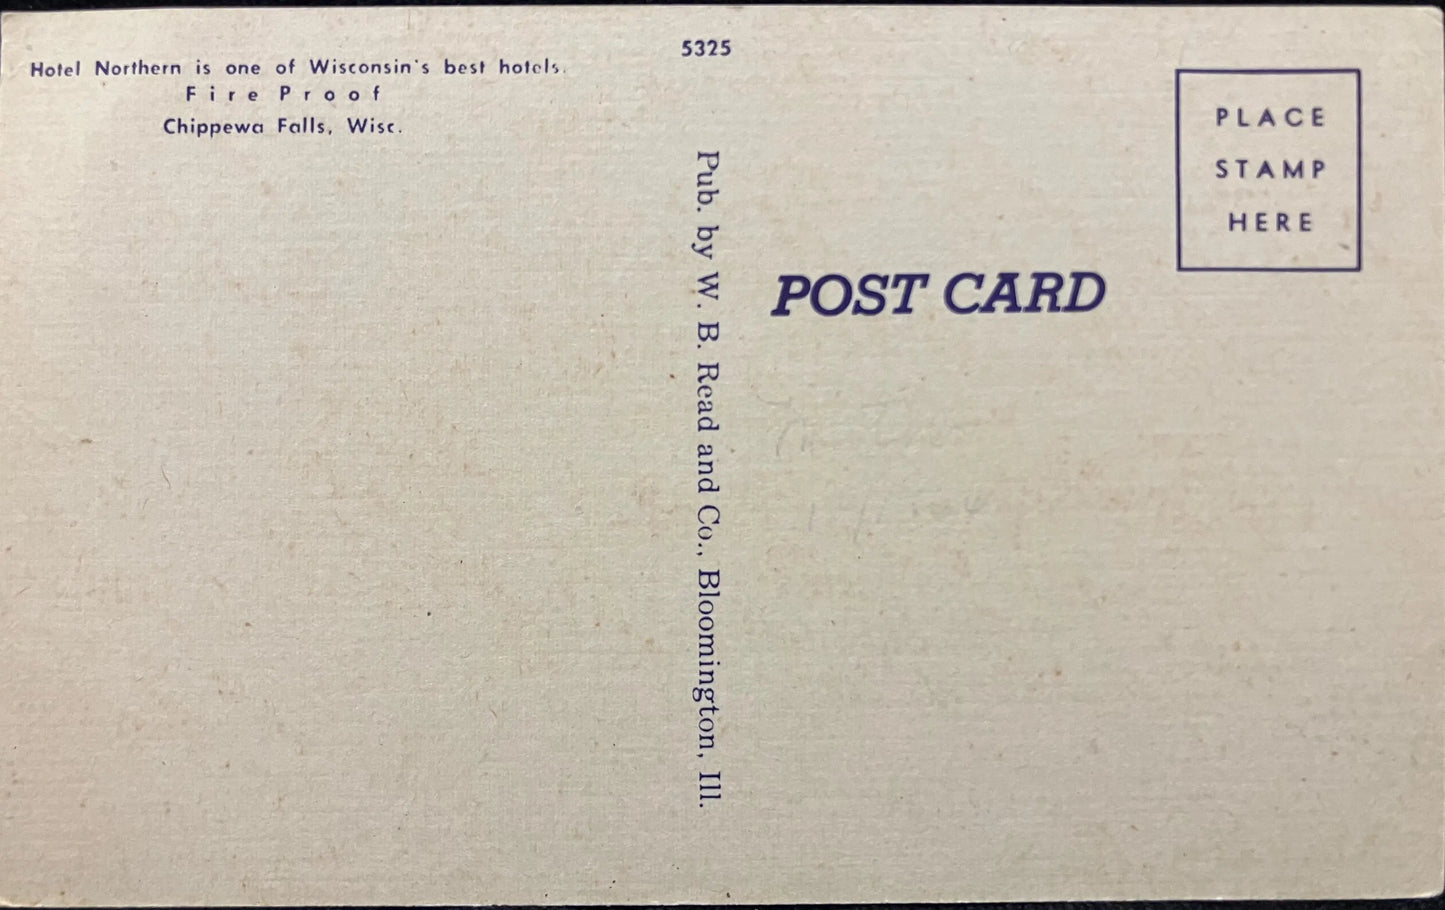 Hotel Northern is one of Wisconsin's best hotels.
Fire Proof
Chippewa Falls, Wisc.
5325
Pub. by W. B. Read and Co., Bloomington, Ill.
POST CARD
PLACE
STAMP
HERE